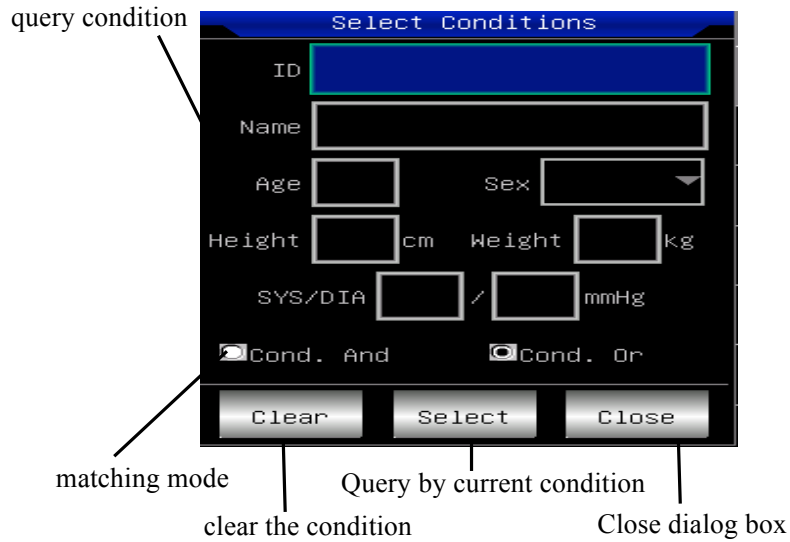 query condition
Select Conditions
ID
Name
Age Sex
Height cm Weight kg
SYS/DIA / mmHg
Cond. And Cond. Or
Clear Select Close
matching mode
Query by current condition
clear the condition
Close dialog box